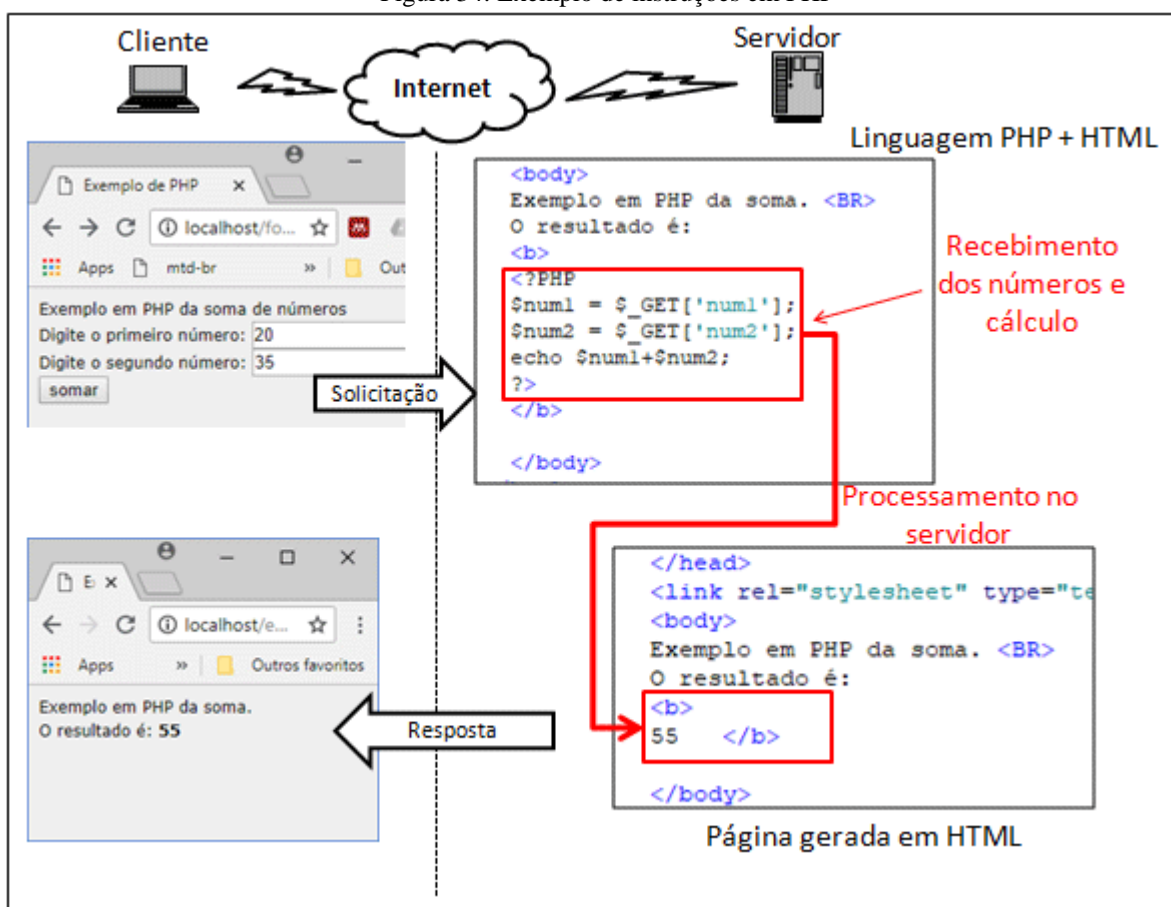 Cliente
Servidor
Internet
Linguagem PHP + HTML
Exemplo de PHP
localhost/fo...
Apps mtd-br » Out
Exemplo em PHP da soma de números
Digite o primeiro número: 20
Digite o segundo número: 35
somar
Solicitação
<body>
Exemplo em PHP da soma. <BR>
O resultado é:
<b>
<?PHP
$num1 = $_GET['num1'];
$num2 = $_GET['num2'];
echo $num1+$num2;
?>
</b>
</body>
Recebimento
dos números e
cálculo
Processamento no
servidor
</head>
<link rel="stylesheet" type="te
<body>
Exemplo em PHP da soma. <BR>
O resultado é:
<b>
55 </b>
</body>
Página gerada em HTML
Resposta
localhost/e...
Apps » Outros favoritos
Exemplo em PHP da soma.
O resultado é: 55